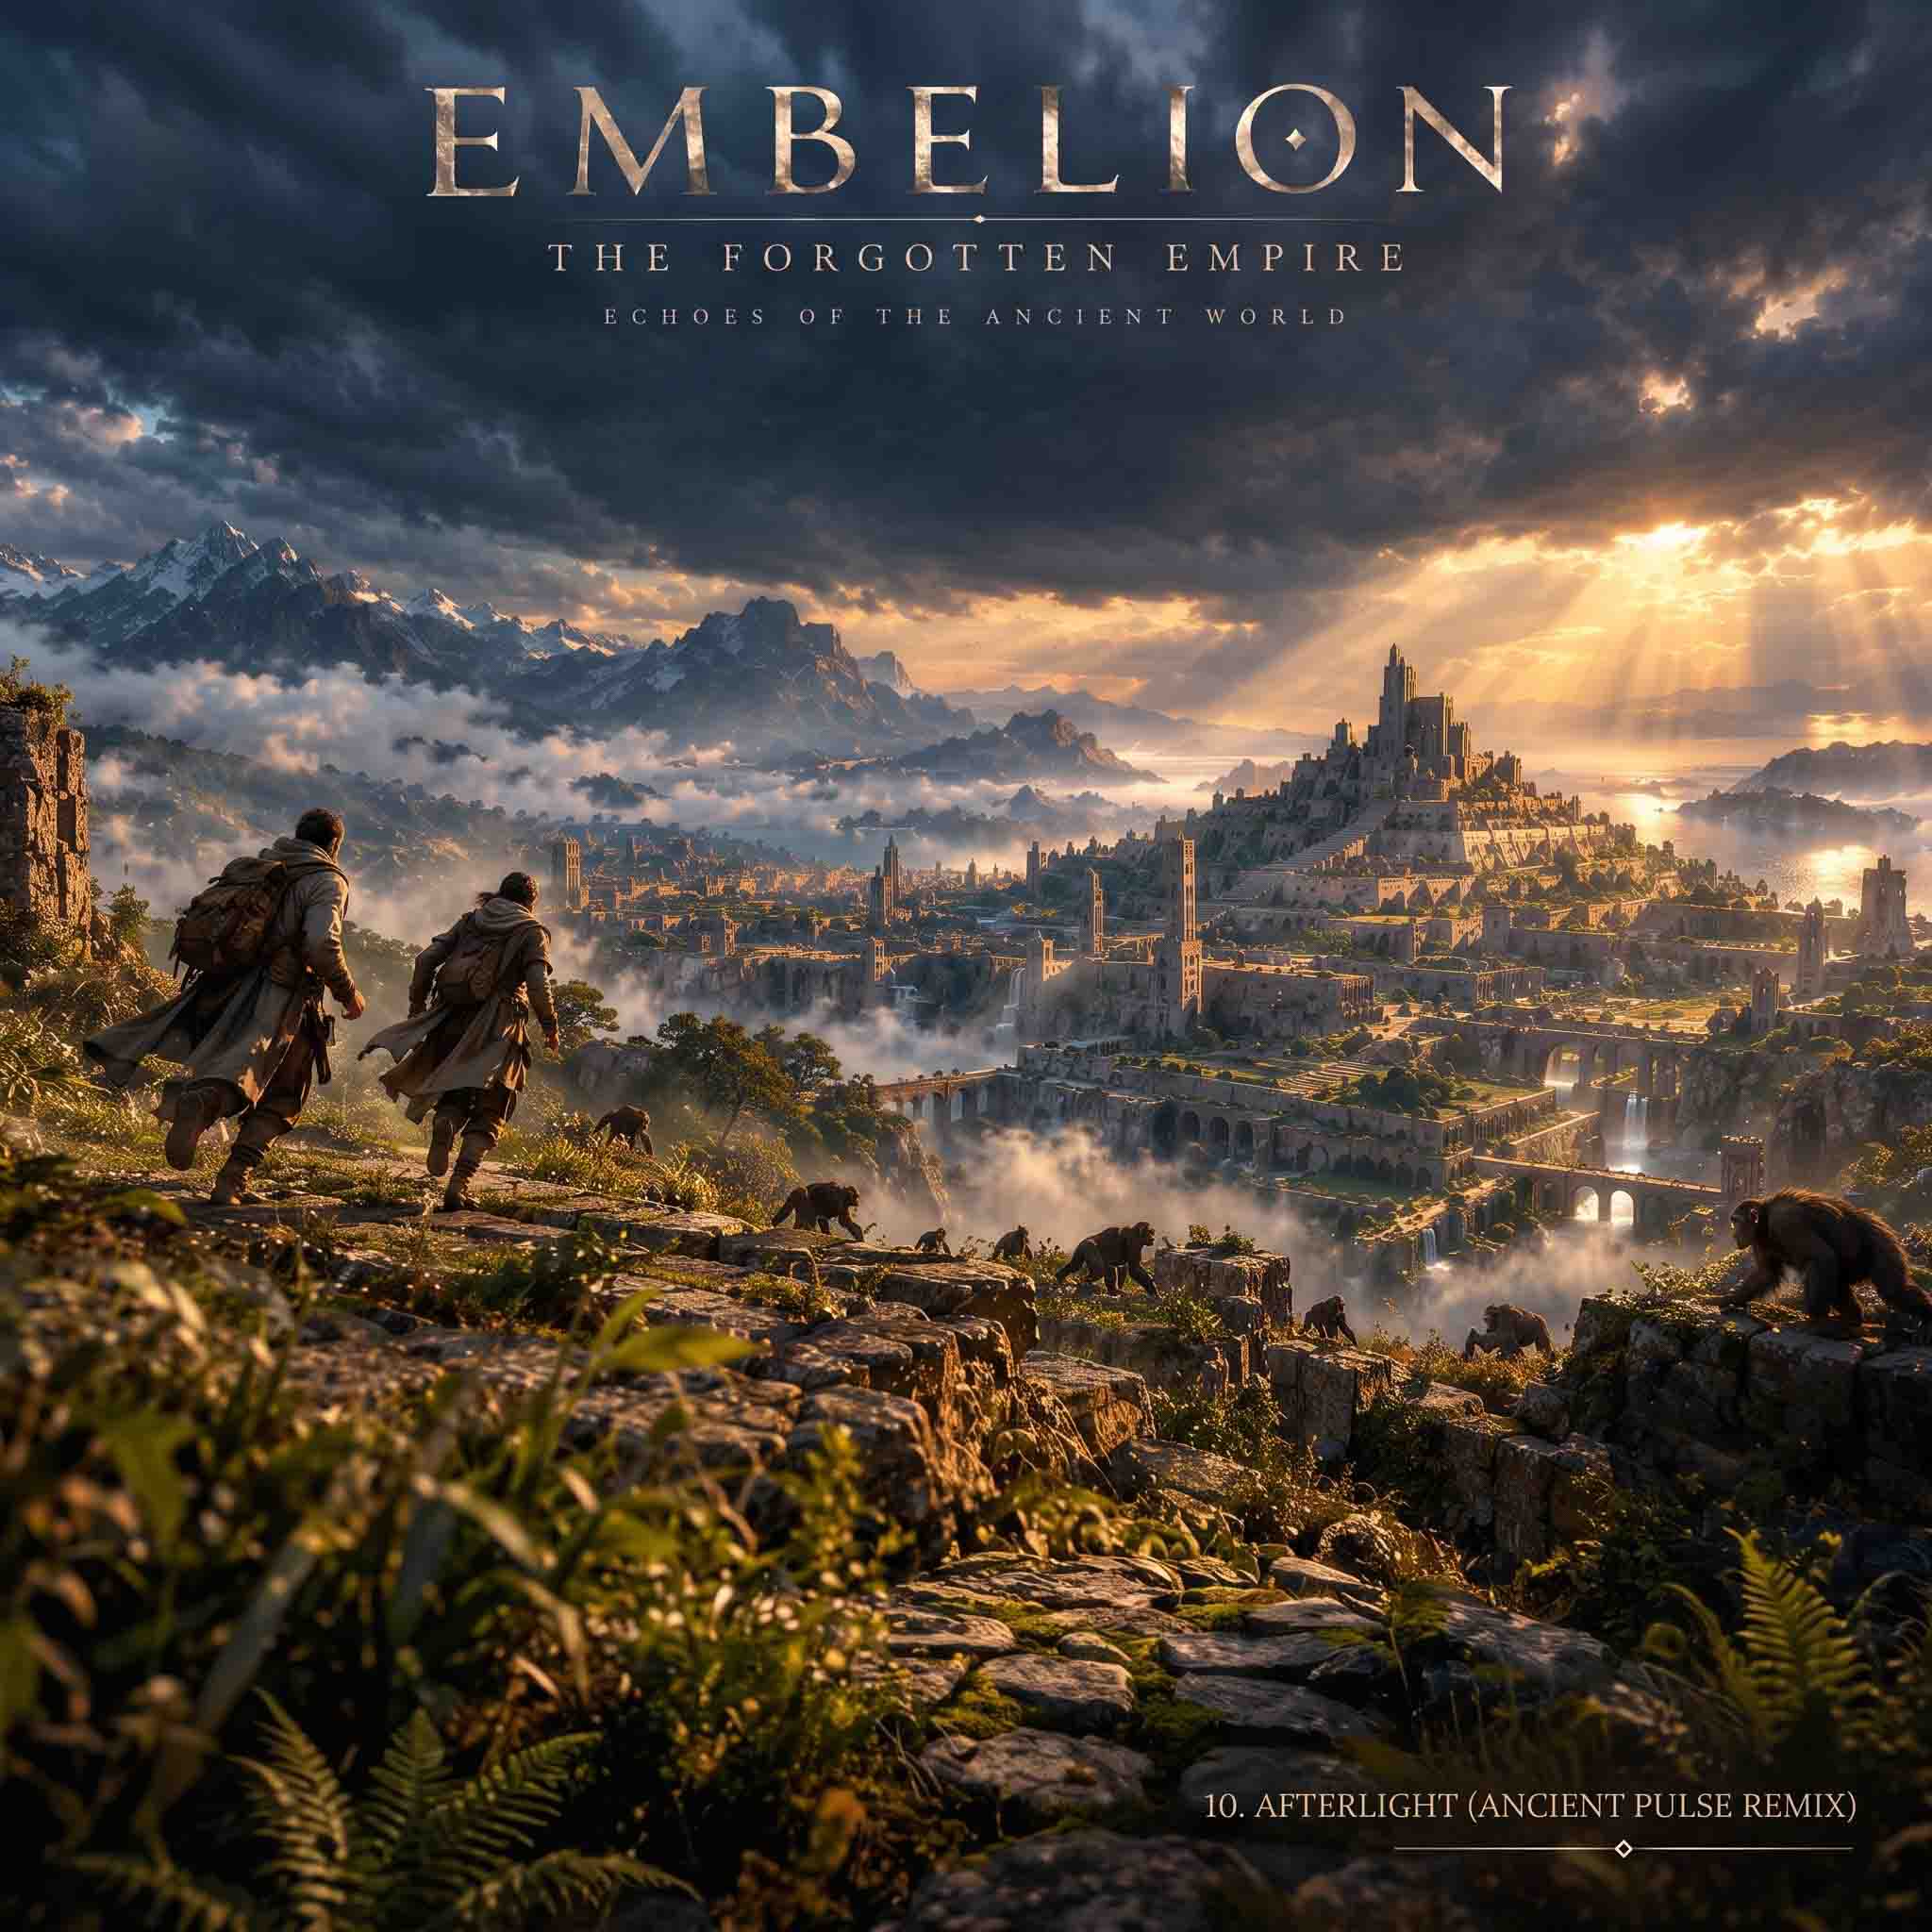 EMBELION
THE FORGOTTEN EMPIRE
ECHOES OF THE ANCIENT WORLD
10. AFTERLIGHT (ANCIENT PULSE REMIX)